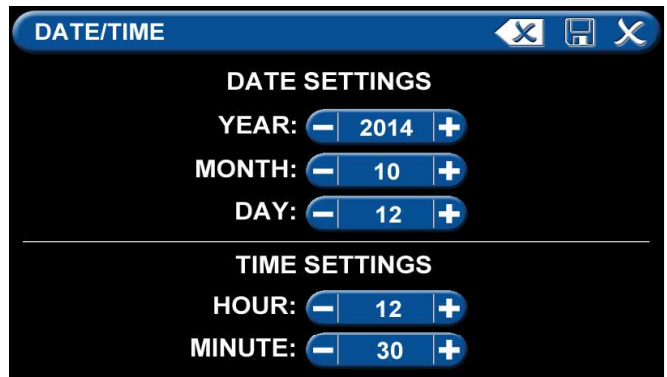 DATE/TIME
DATE SETTINGS
YEAR: 2014
MONTH: 10
DAY: 12
TIME SETTINGS
HOUR: 12
MINUTE: 30